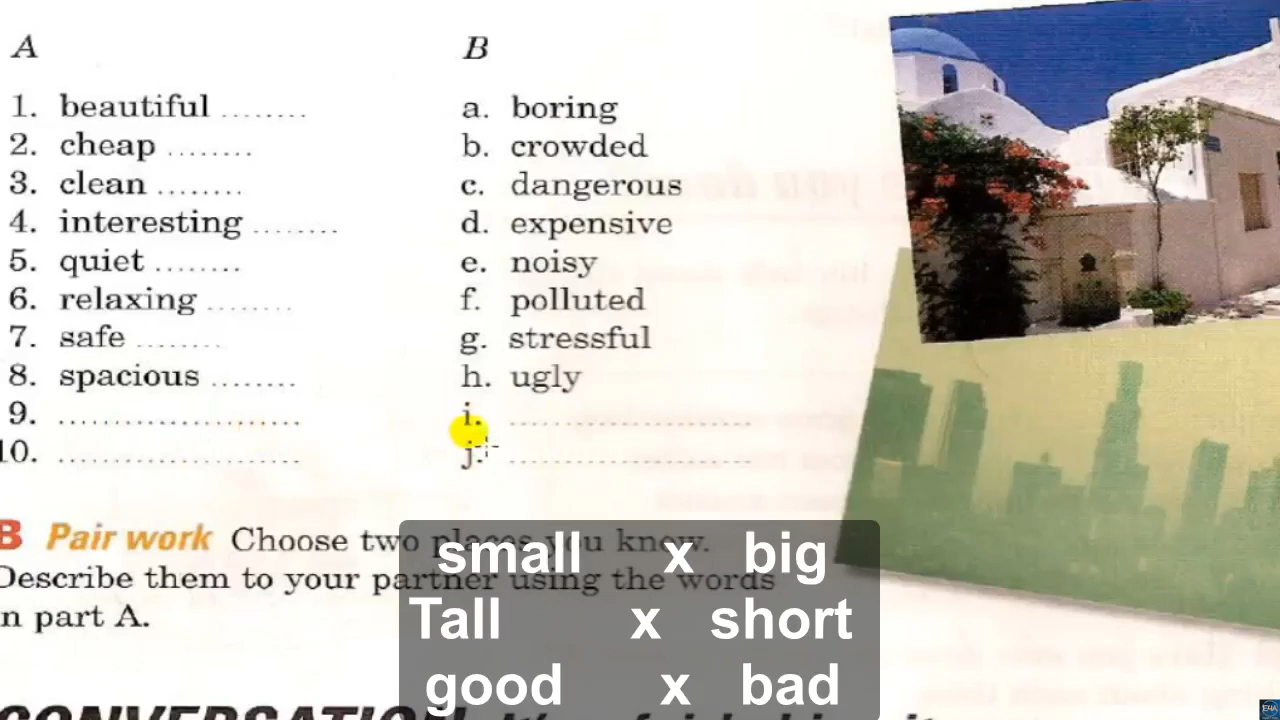 A
B
1. beautiful ........
2. cheap ........
3. clean ........
4. interesting ........
5. quiet ........
6. relaxing ........
7. safe ........
8. spacious ........
9. ........................
10. ........................
a. boring
b. crowded
c. dangerous
d. expensive
e. noisy
f. polluted
g. stressful
h. ugly
i. ........................
j. ........................
B Pair work Choose two places you know.
Describe them to your partner using the words
in part A.
small x big
Tall x short
good x bad
CONVERSATION